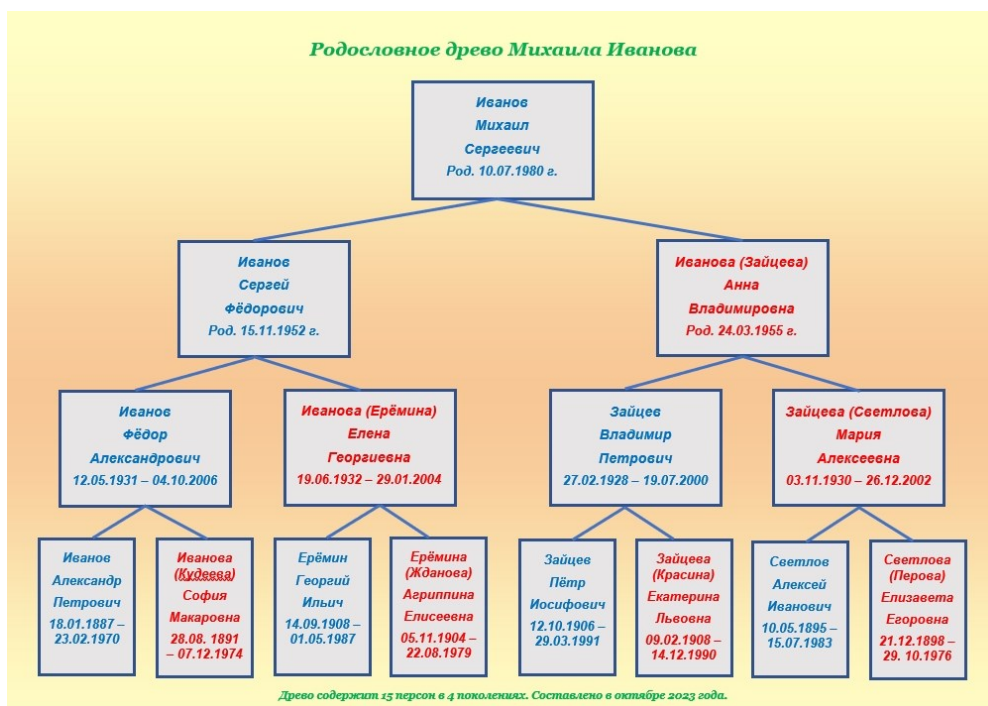 Родословное древо Михаила Иванова
Иванов
Михаил
Сергеевич
Род. 10.07.1980 г.
Иванов
Сергей
Фёдорович
Род. 15.11.1952 г.
Иванова (Зайцева)
Анна
Владимировна
Род. 24.03.1955 г.
Иванов
Фёдор
Александрович
12.05.1931 – 04.10.2006
Иванова (Ерёмина)
Елена
Георгиевна
19.06.1932 – 29.01.2004
Зайцев
Владимир
Петрович
27.02.1928 – 19.07.2000
Зайцева (Светлова)
Мария
Алексеевна
03.11.1930 – 26.12.2002
Иванов
Александр
Петрович
18.01.1887 –
23.02.1970
Иванова
(Кудеева)
София
Макаровна
28.08. 1891
– 07.12.1974
Ерёмин
Георгий
Ильич
14.09.1908 –
01.05.1987
Ерёмина
(Жданова)
Агриппина
Елисеевна
05.11.1904 –
22.08.1979
Зайцев
Пётр
Иосифович
12.10.1906 –
29.03.1991
Зайцева
(Красина)
Екатерина
Львовна
09.02.1908 –
14.12.1990
Светлов
Алексей
Иванович
10.05.1895 –
15.07.1983
Светлова
(Перова)
Елизавета
Егоровна
21.12.1898 –
29. 10.1976
Древо содержит 15 персон в 4 поколениях. Составлено в октябре 2023 года.